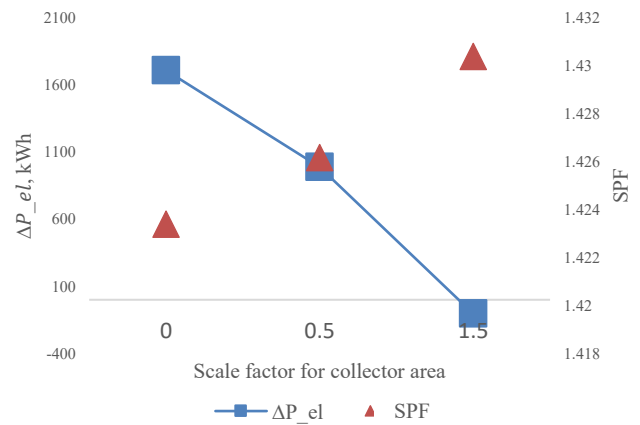 2100
1600
1100
600
100
-400
ΔP_el, kWh
1.432
1.43
1.428
1.426
1.424
1.422
1.42
1.418
SPF
0 0.5 1.5
Scale factor for collector area
ΔP_el SPF